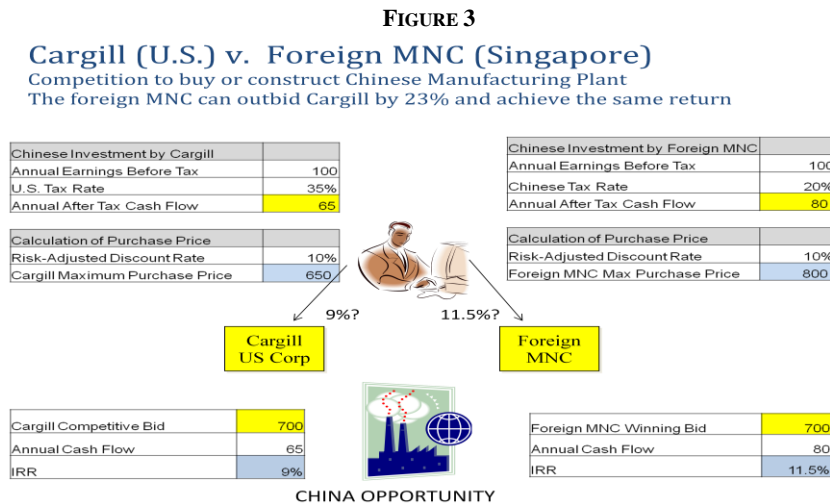 FIGURE 3
Cargill (U.S.) v. Foreign MNC (Singapore)
Competition to buy or construct Chinese Manufacturing Plant
The foreign MNC can outbid Cargill by 23% and achieve the same return
Chinese Investment by Cargill
Annual Earnings Before Tax 100
U.S. Tax Rate 35%
Annual After Tax Cash Flow 65
Chinese Investment by Foreign MNC
Annual Earnings Before Tax 100
Chinese Tax Rate 20%
Annual After Tax Cash Flow 80
Calculation of Purchase Price
Risk-Adjusted Discount Rate 10%
Cargill Maximum Purchase Price 650
Calculation of Purchase Price
Risk-Adjusted Discount Rate 10%
Foreign MNC Max Purchase Price 800
9%? 11.5%?
Cargill
US Corp
Foreign
MNC
Cargill Competitive Bid 700
Annual Cash Flow 65
IRR 9%
Foreign MNC Winning Bid 700
Annual Cash Flow 80
IRR 11.5%
CHINA OPPORTUNITY